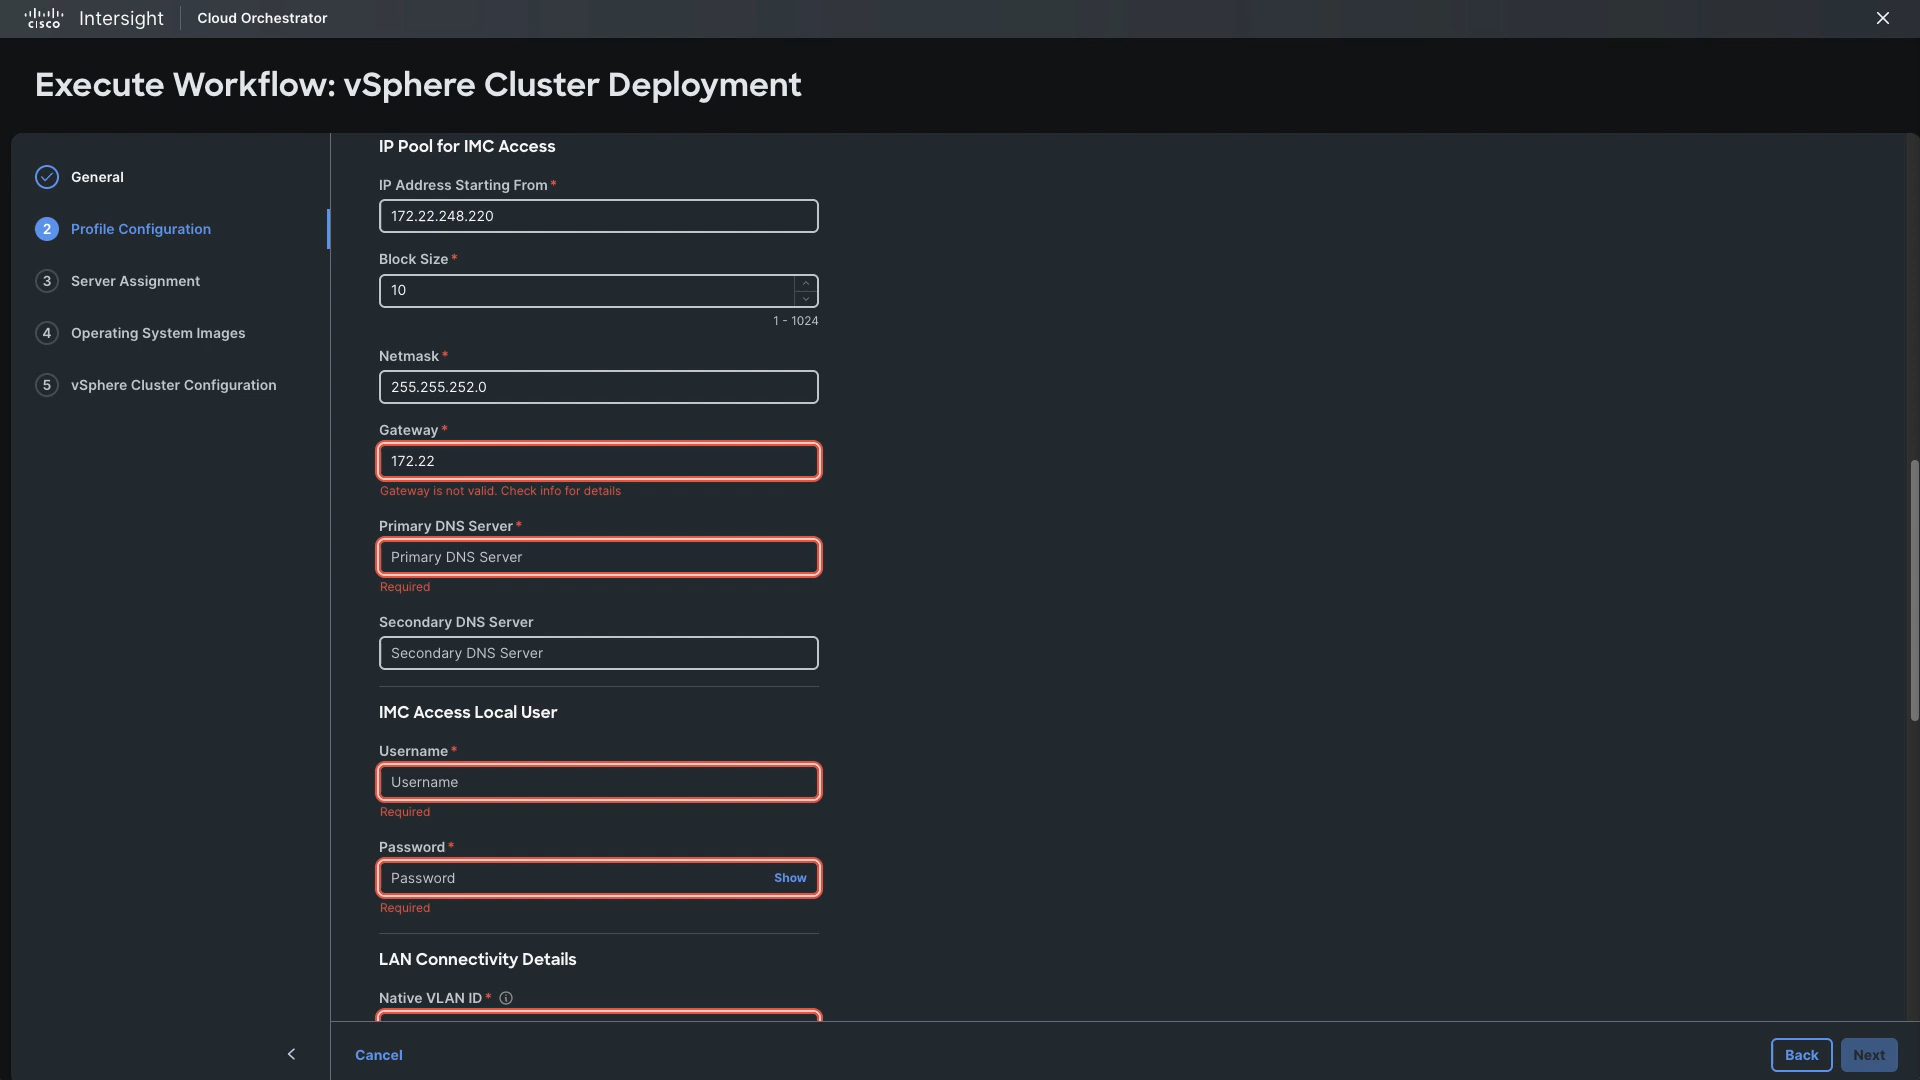 CISCO Intersight Cloud Orchestrator
Execute Workflow: vSphere Cluster Deployment
General
2 Profile Configuration
3 Server Assignment
4 Operating System Images
5 vSphere Cluster Configuration
IP Pool for IMC Access
IP Address Starting From *
172.22.248.220
Block Size *
10
1 - 1024
Netmask *
255.255.252.0
Gateway *
172.22
Gateway is not valid. Check info for details
Primary DNS Server *
Primary DNS Server
Required
Secondary DNS Server
Secondary DNS Server
IMC Access Local User
Username *
Username
Required
Password *
Password Show
Required
LAN Connectivity Details
Native VLAN ID *
Cancel Back Next